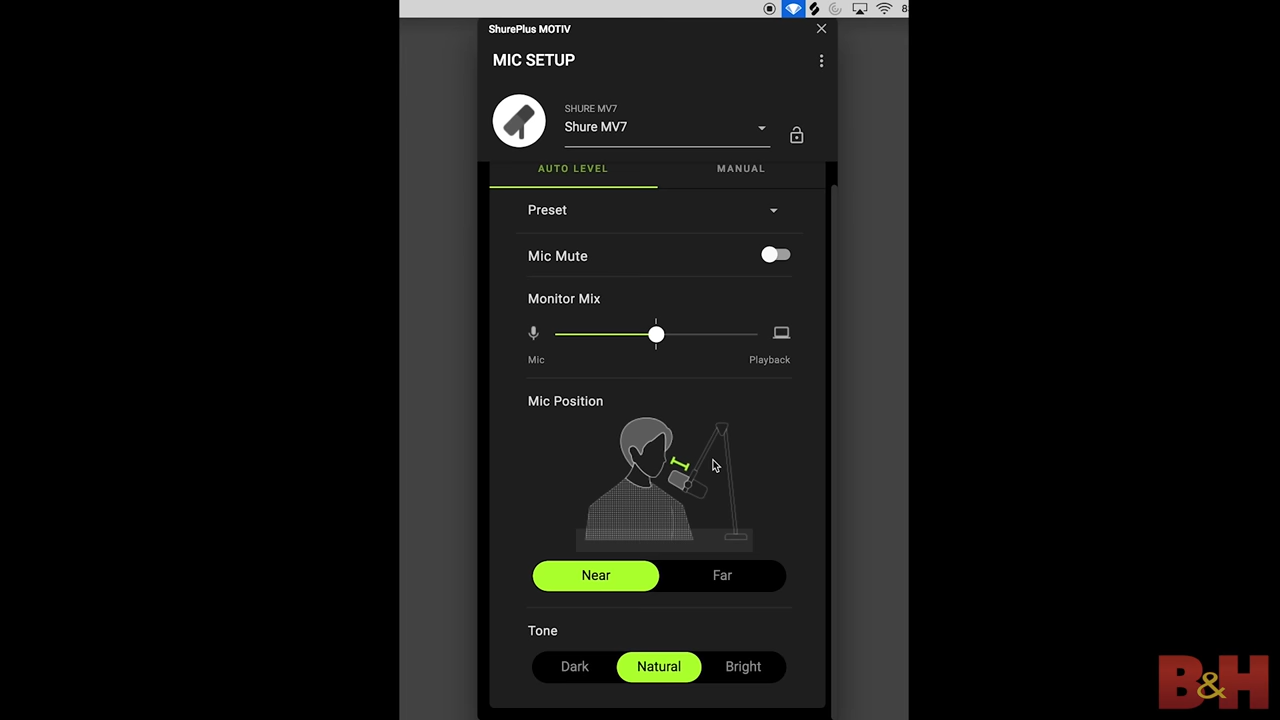 8
ShurePlus MOTIV
MIC SETUP
SHURE MV7
Shure MV7
AUTO LEVEL MANUAL
Preset
Mic Mute
Monitor Mix
Mic Playback
Mic Position
Near Far
Tone
Dark Natural Bright
B&H